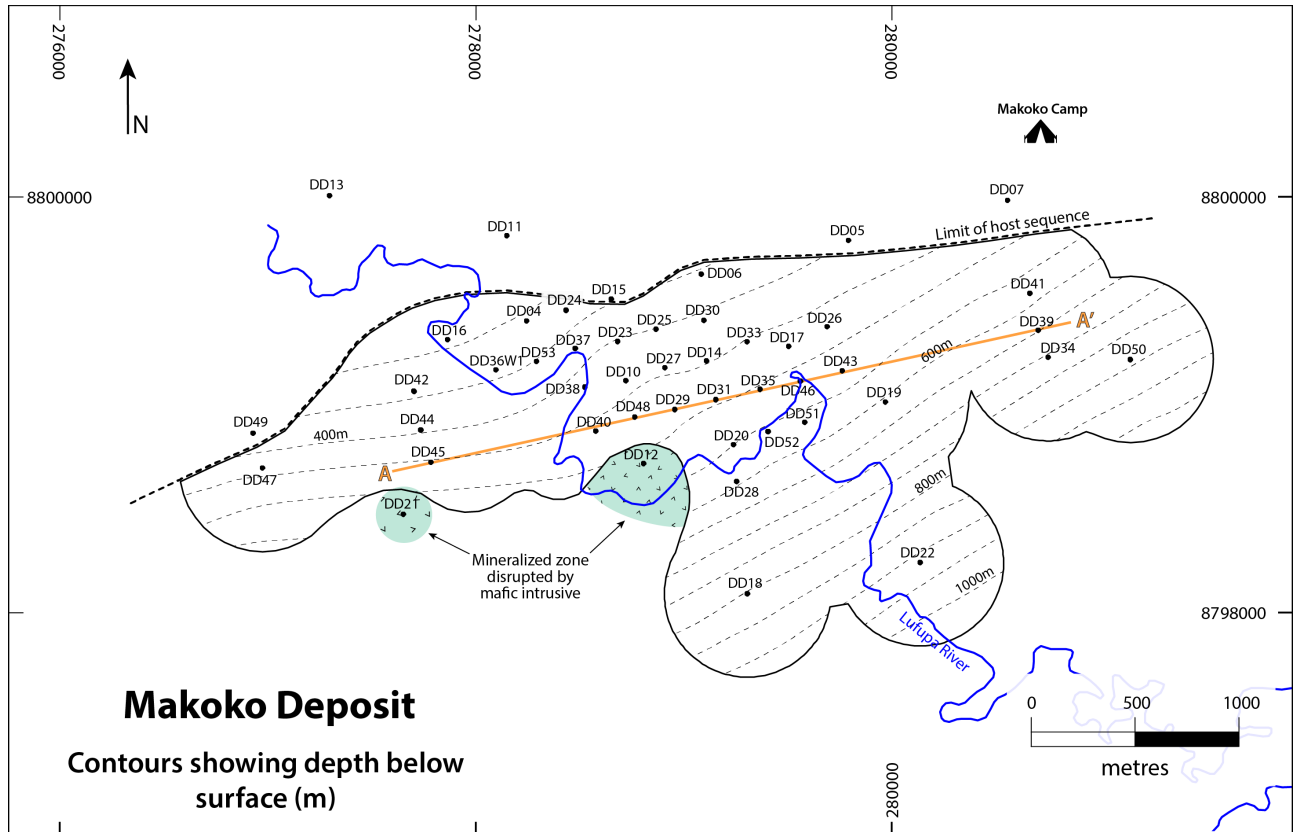 276000
278000
280000
N
Makoko Camp
8800000
8800000
DD13
DD07
DD11
DD05
Limit of host sequence
DD06
DD41
DD15
DD24
DD04
DD30
DD25
DD26
DD39
A'
DD16
DD23
DD33
DD17
DD37
DD53
DD36W1
DD27
DD14
600m
DD34
DD50
DD43
DD10
DD42
DD38
DD35
DD46
DD31
DD29
DD48
DD19
DD49
DD44
400m
DD40
DD51
DD20
DD52
DD45
A
DD12
DD47
DD28
800m
DD21
DD22
Mineralized zone
disrupted by
mafic intrusive
DD18
1000m
8798000
Lufupa River
Makoko Deposit
0 500 1000
metres
Contours showing depth below
surface (m)
280000